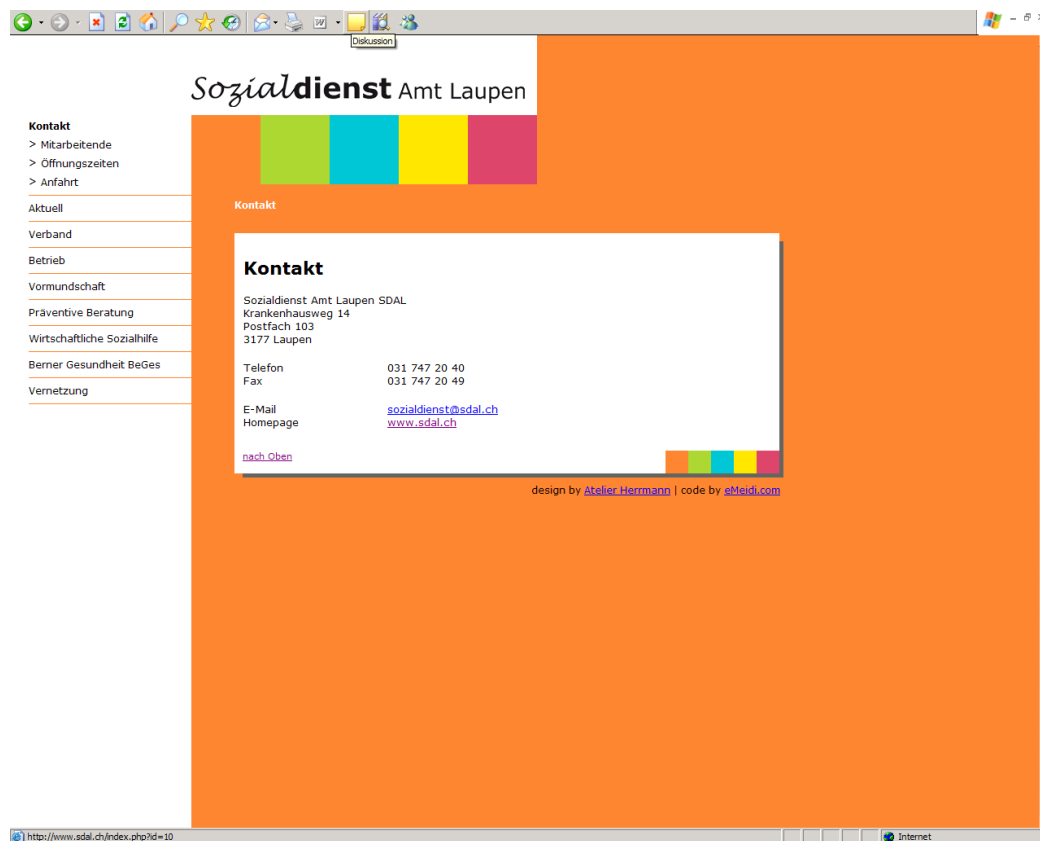 Diskussion
Sozialdienst Amt Laupen
Kontakt
> Mitarbeitende
> Öffnungszeiten
> Anfahrt
Aktuell
Verband
Betrieb
Vormundschaft
Präventive Beratung
Wirtschaftliche Sozialhilfe
Berner Gesundheit BeGes
Vernetzung
Kontakt
Kontakt
Sozialdienst Amt Laupen SDAL
Krankenhausweg 14
Postfach 103
3177 Laupen
Telefon 031 747 20 40
Fax 031 747 20 49
E-Mail sozialdienst@sdal.ch
Homepage www.sdal.ch
nach Oben
design by Atelier Herrmann | code by eMeidi.com
http://www.sdal.ch/index.php?id=10 Internet